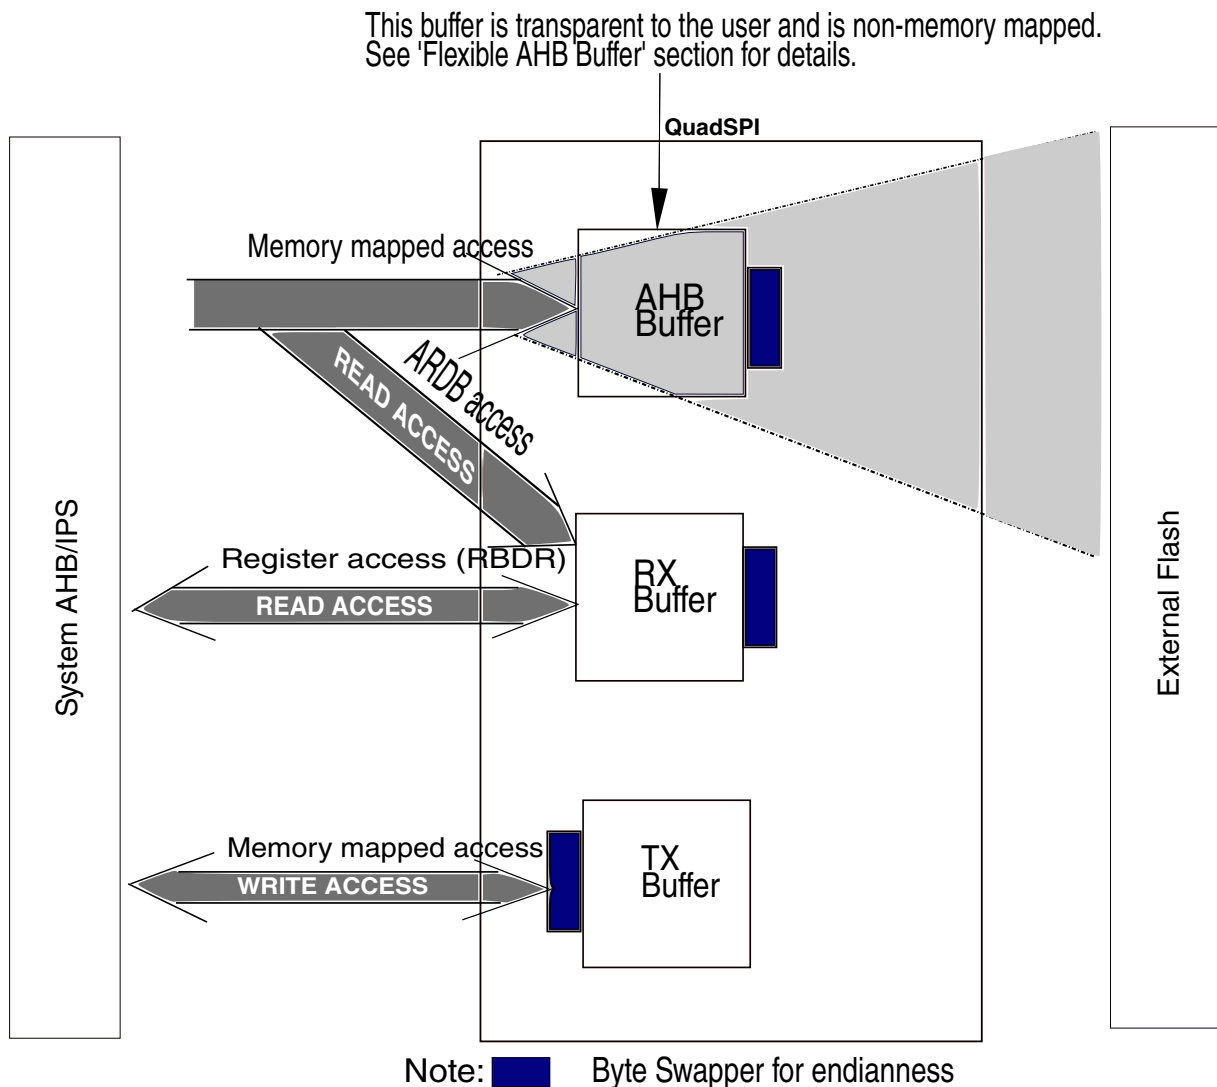 This buffer is transparent to the user and is non-memory mapped.
See 'Flexible AHB Buffer' section for details.
QuadSPI
Memory mapped access
AHB
Buffer
ARDB access
READ ACCESS
System AHB/IPS
External Flash
Register access (RBDR)
READ ACCESS
RX
Buffer
Memory mapped access
WRITE ACCESS
TX
Buffer
Note:
Byte Swapper for endianness